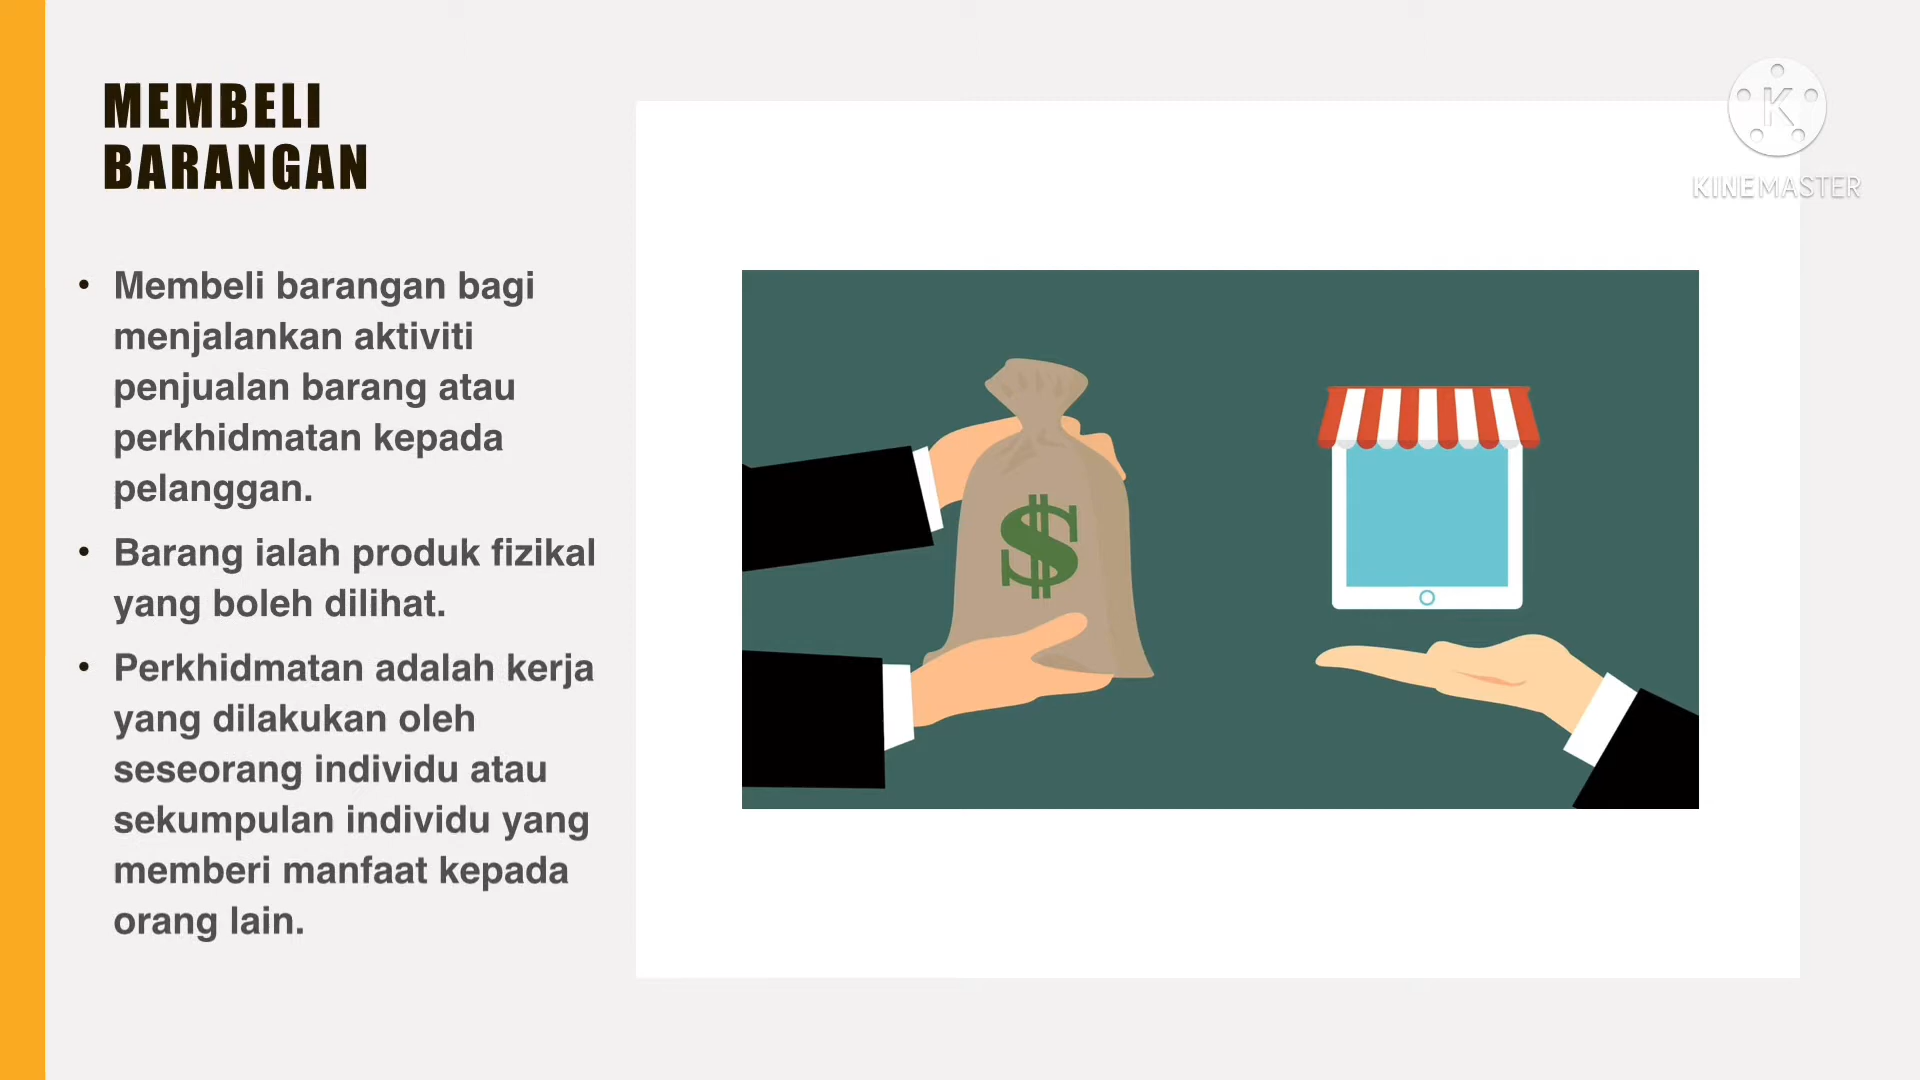 MEMBELI
BARANGAN
• Membeli barangan bagi
menjalankan aktiviti
penjualan barang atau
perkhidmatan kepada
pelanggan.
• Barang ialah produk fizikal
yang boleh dilihat.
• Perkhidmatan adalah kerja
yang dilakukan oleh
seseorang individu atau
sekumpulan individu yang
memberi manfaat kepada
orang lain.
$
K
KINEMASTER